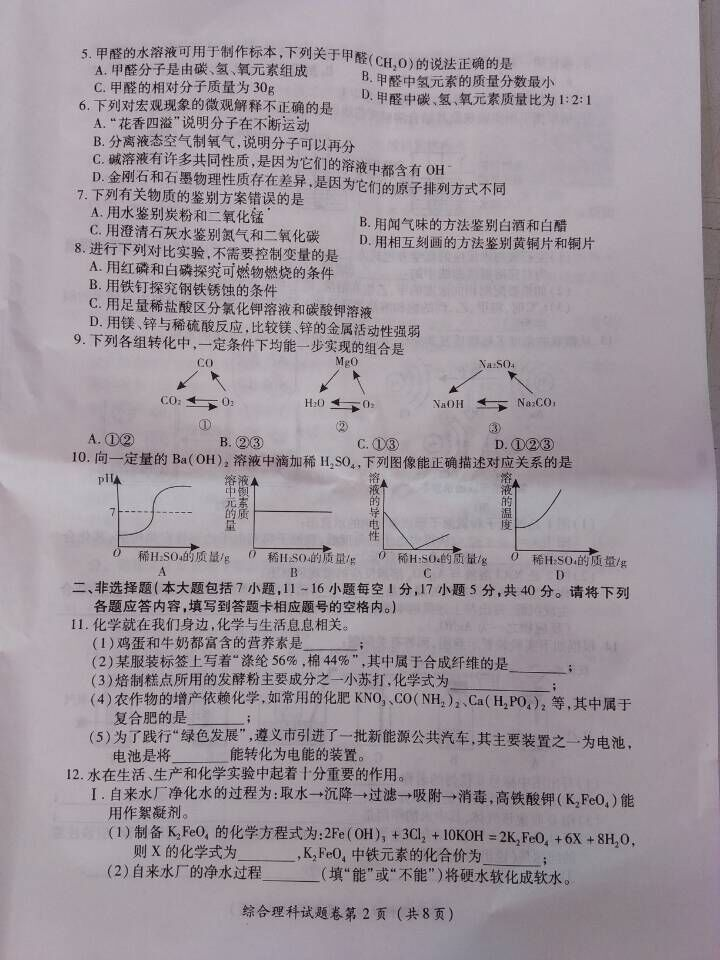 5. 甲醛的水溶液可用于制作标本,下列关于甲醛(CH₂O)的说法正确的是
A. 甲醛分子是由碳、氢、氧元素组成
B. 甲醛中氢元素的质量分数最小
C. 甲醛的相对分子质量为30g
D. 甲醛中碳、氢、氧元素质量比为1:2:1
6. 下列对宏观现象的微观解释不正确的是
A. “花香四溢”说明分子在不断运动
B. 分离液态空气制氧气,说明分子可以再分
C. 碱溶液有许多共同性质,是因为它们的溶液中都含有OH⁻
D. 金刚石和石墨物理性质存在差异,是因为它们的原子排列方式不同
7. 下列有关物质的鉴别方案错误的是
A. 用水鉴别炭粉和二氧化锰
B. 用闻气味的方法鉴别白酒和白醋
C. 用澄清石灰水鉴别氮气和二氧化碳
D. 用相互刻画的方法鉴别黄铜片和铜片
8. 进行下列对比实验,不需要控制变量的是
A. 用红磷和白磷探究可燃物燃烧的条件
B. 用铁钉探究钢铁锈蚀的条件
C. 用足量稀盐酸区分氯化钾溶液和碳酸钾溶液
D. 用镁、锌与稀硫酸反应,比较镁、锌的金属活动性强弱
9. 下列各组转化中,一定条件下均能一步实现的组合是
CO MgO Na₂SO₄
CO₂ O₂ H₂O O₂ NaOH Na₂CO₃
① ② ③
A. ①② B. ②③ C. ①③ D. ①②③
10. 向一定量的Ba(OH)₂溶液中滴加稀H₂SO₄,下列图像能正确描述对应关系的是
pH 7 0 稀H₂SO₄的质量/g A
溶液中钡元素的质量 0 稀H₂SO₄的质量/g B
溶液的导电性 0 稀H₂SO₄的质量/g C
溶液的温度 0 稀H₂SO₄的质量/g D
二、非选择题(本大题包括7小题,11~16小题每空1分,17小题5分,共40分。请将下列
各题应答内容,填写到答题卡相应题号的空格内。)
11. 化学就在我们身边,化学与生活息息相关。
(1)鸡蛋和牛奶都富含的营养素是________;
(2)某服装标签上写着“涤纶56%,棉44%”,其中属于合成纤维的是________;
(3)焙制糕点所用的发酵粉主要成分之一小苏打,化学式为________;
(4)农作物的增产依赖化学,如常用的化肥KNO₃、CO(NH₂)₂、Ca(H₂PO₄)₂等,其中属于
复合肥的是________;
(5)为了践行“绿色发展”,遵义市引进了一批新能源公共汽车,其主要装置之一为电池,
电池是将________能转化为电能的装置。
12. 水在生活、生产和化学实验中起着十分重要的作用。
Ⅰ. 自来水厂净化水的过程为:取水→沉降→过滤→吸附→消毒,高铁酸钾(K₂FeO₄)能
用作絮凝剂。
(1)制备K₂FeO₄的化学方程式为:2Fe(OH)₃+3Cl₂+10KOH=2K₂FeO₄+6X+8H₂O,
则X的化学式为________,K₂FeO₄中铁元素的化合价为________;
(2)自来水厂的净水过程________(填“能”或“不能”)将硬水软化成软水。
综合理科试题卷第2页(共8页)